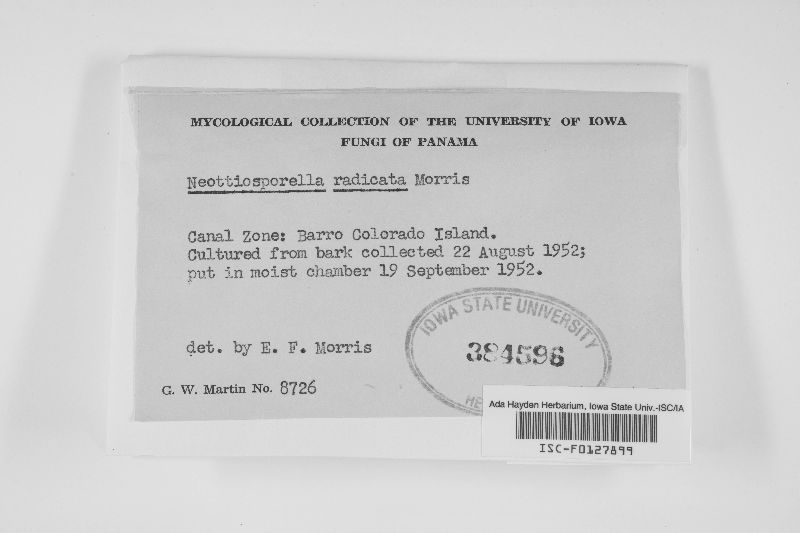 MYCOLOGICAL COLLECTION OF THE UNIVERSITY OF IOWA
FUNGI OF PANAMA
Neottiosporella radicata Morris
Canal Zone: Barro Colorado Island.
Cultured from bark collected 22 August 1952;
put in moist chamber 19 September 1952.
det. by E. F. Morris
G. W. Martin No. 8726
IOWA STATE UNIVERSITY
384596
Ada Hayden Herbarium, Iowa State Univ.-ISC/IA
ISC-F0127899